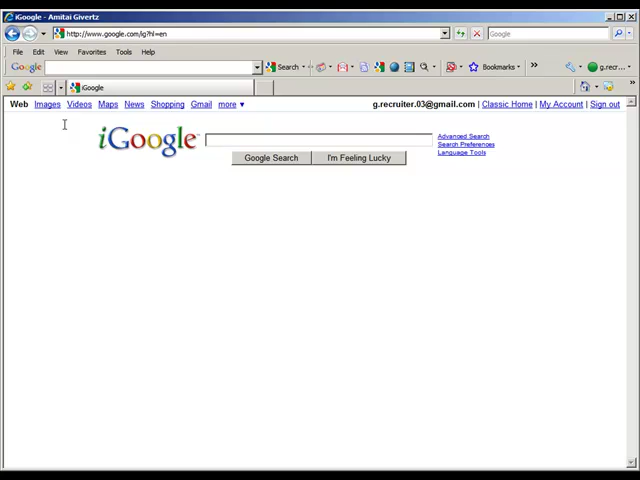 iGoogle - Amitai Givertz
http://www.google.com/ig?hl=en
Google
File Edit View Favorites Tools Help
Google Search Bookmarks g.recr...
iGoogle
Web Images Videos Maps News Shopping Gmail more ▼ g.recruiter.03@gmail.com | Classic Home | My Account | Sign out
iGoogle™
Advanced Search
Search Preferences
Language Tools
Google Search I'm Feeling Lucky